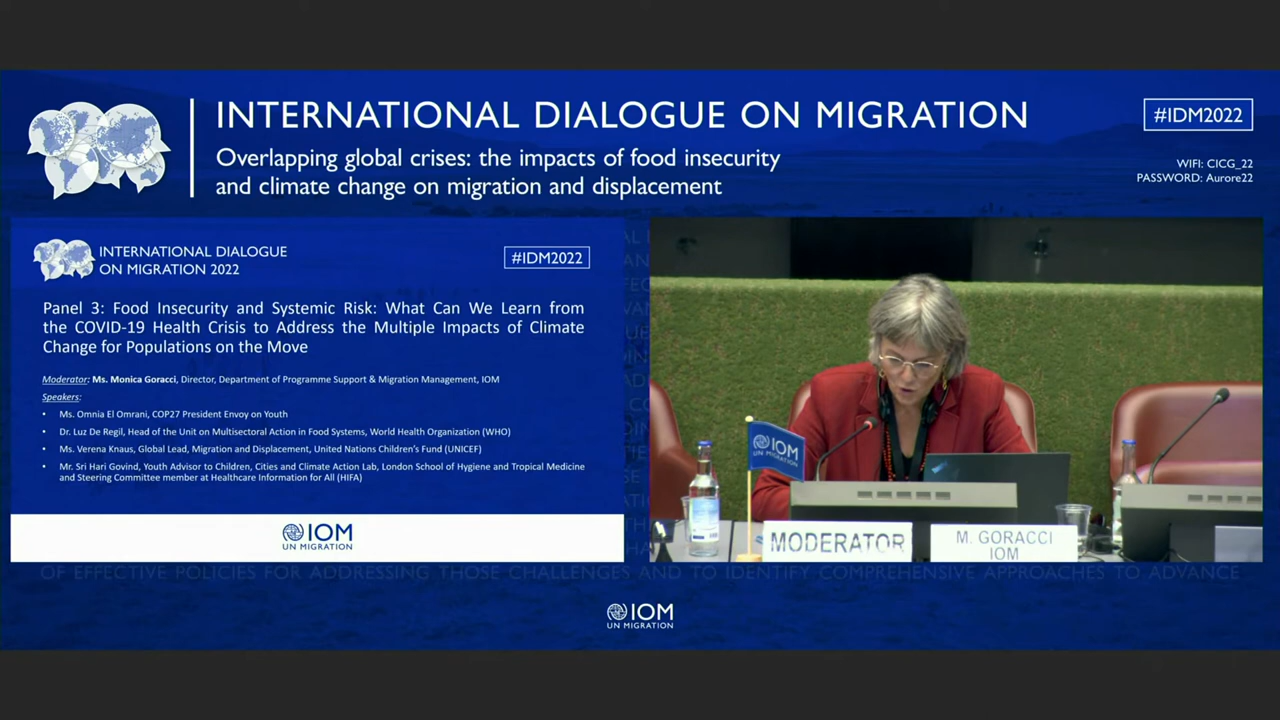 INTERNATIONAL DIALOGUE ON MIGRATION
Overlapping global crises: the impacts of food insecurity
and climate change on migration and displacement
#IDM2022
WIFI: CICG_22
PASSWORD: Aurore22
INTERNATIONAL DIALOGUE
ON MIGRATION 2022
#IDM2022
Panel 3: Food Insecurity and Systemic Risk: What Can We Learn from
the COVID-19 Health Crisis to Address the Multiple Impacts of Climate
Change for Populations on the Move
Moderator: Ms. Monica Goracci, Director, Department of Programme Support & Migration Management, IOM
Speakers:
• Ms. Omnia El Omrani, COP27 President Envoy on Youth
• Dr. Luz De Regil, Head of the Unit on Multisectoral Action in Food Systems, World Health Organization (WHO)
• Ms. Verena Knaus, Global Lead, Migration and Displacement, United Nations Children's Fund (UNICEF)
• Mr. Sri Hari Govind, Youth Advisor to Children, Cities and Climate Action Lab, London School of Hygiene and Tropical Medicine
and Steering Committee member at Healthcare Information for All (HIFA)
IOM
UN MIGRATION
IOM
UN MIGRATION
MODERATOR
M. GORACCI
IOM
OF EFFECTIVE POLICIES FOR ADDRESSING THOSE CHALLENGES AND TO IDENTIFY COMPREHENSIVE APPROACHES TO ADVANCE
IOM
UN MIGRATION